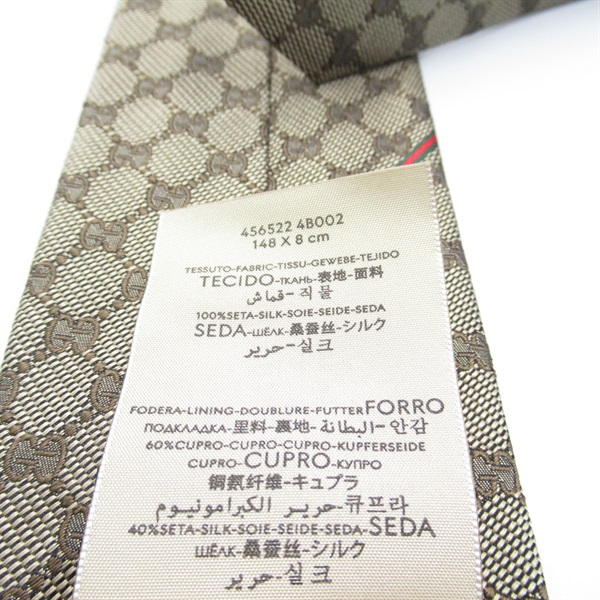 456522 4B002
148 X 8 cm
TESSUTO-FABRIC-TISSU-GEWEBE-TEJIDO
TECIDO-ТКАНЬ-表地-面料
قماش-직물
100%SETA-SILK-SOIE-SEIDE-SEDA
SEDA-ШЁЛК-桑蚕丝-シルク
حرير-실크
FODERA-LINING-DOUBLURE-FUTTER FORRO
ПОДКЛАДКА-里料-裏地-البطانة-안감
60%CUPRO-CUPRO-CUPRO-KUPFERSEIDE
CUPRO-CUPRO-КУПРО
铜氨纤维-キュプラ
حرير الكبرامونيوم-큐프라
40%SETA-SILK-SOIE-SEIDE-SEDA-SEDA
ШЁЛК-桑蚕丝-シルク
حرير-실크